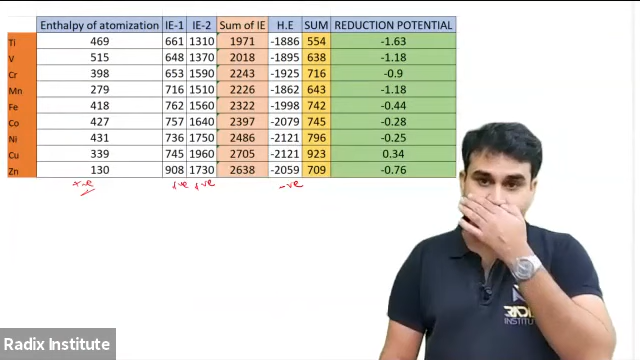 Enthalpy of atomization IE-1 IE-2 Sum of IE H.E SUM REDUCTION POTENTIAL
Ti 469 661 1310 1971 -1886 554 -1.63
V 515 648 1370 2018 -1895 638 -1.18
Cr 398 653 1590 2243 -1925 716 -0.9
Mn 279 716 1510 2226 -1862 643 -1.18
Fe 418 762 1560 2322 -1998 742 -0.44
Co 427 757 1640 2397 -2079 745 -0.28
Ni 431 736 1750 2486 -2121 796 -0.25
Cu 339 745 1960 2705 -2121 923 0.34
Zn 130 908 1730 2638 -2059 709 -0.76
+ve +ve +ve -ve
RADIX
INSTITUTE
Radix Institute